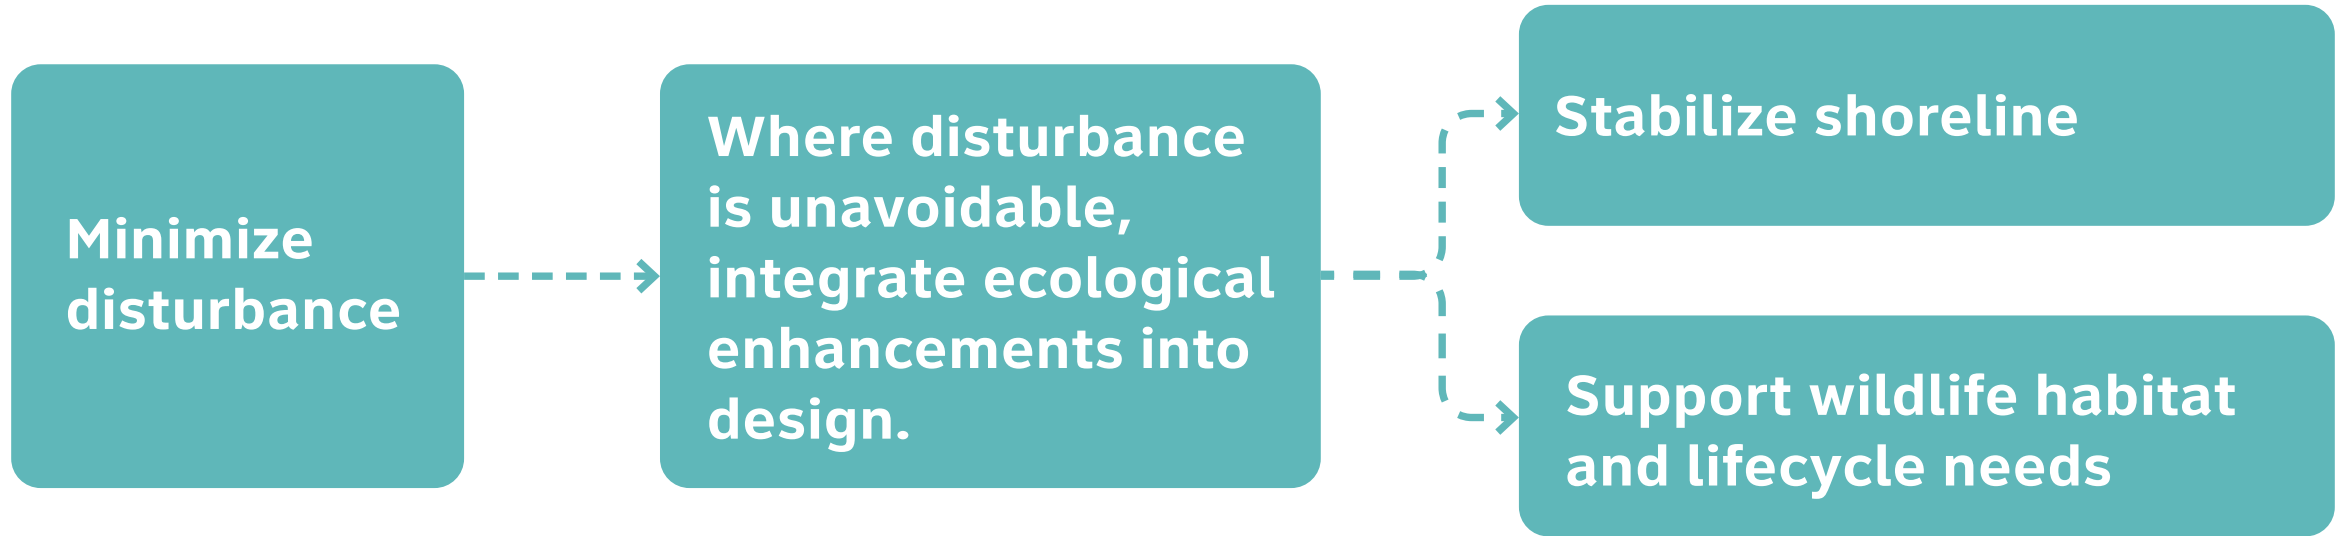 Minimize
disturbance
Where disturbance
is unavoidable,
integrate ecological
enhancements into
design.
Stabilize shoreline
Support wildlife habitat
and lifecycle needs